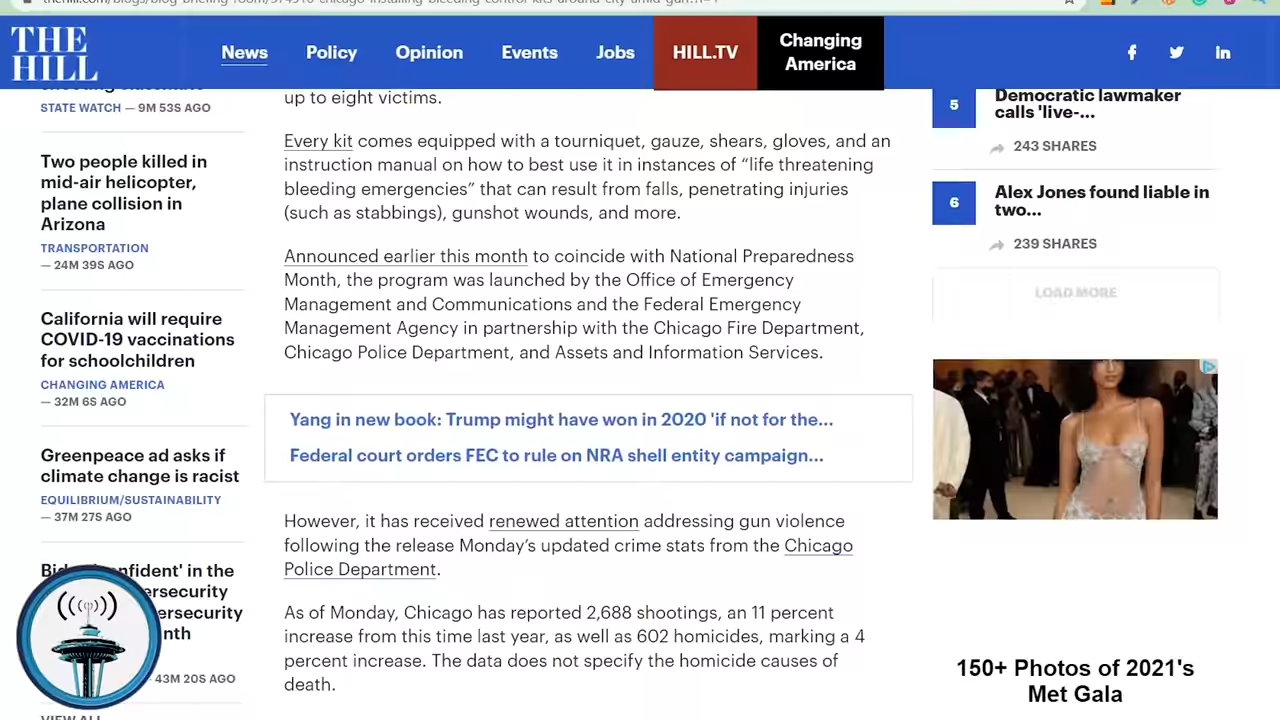 THE
HILL
News
Policy
Opinion
Events
Jobs
HILL.TV
Changing
America
STATE WATCH — 9M 53S AGO
Two people killed in
mid-air helicopter,
plane collision in
Arizona
TRANSPORTATION
— 24M 39S AGO
California will require
COVID-19 vaccinations
for schoolchildren
CHANGING AMERICA
— 32M 6S AGO
Greenpeace ad asks if
climate change is racist
EQUILIBRIUM/SUSTAINABILITY
— 37M 27S AGO
in the
43M 20S AGO
VIEW ALL
up to eight victims.
Every kit comes equipped with a tourniquet, gauze, shears, gloves, and an
instruction manual on how to best use it in instances of “life threatening
bleeding emergencies” that can result from falls, penetrating injuries
(such as stabbings), gunshot wounds, and more.
Announced earlier this month to coincide with National Preparedness
Month, the program was launched by the Office of Emergency
Management and Communications and the Federal Emergency
Management Agency in partnership with the Chicago Fire Department,
Chicago Police Department, and Assets and Information Services.
Yang in new book: Trump might have won in 2020 'if not for the...
Federal court orders FEC to rule on NRA shell entity campaign...
However, it has received renewed attention addressing gun violence
following the release Monday’s updated crime stats from the Chicago
Police Department.
As of Monday, Chicago has reported 2,688 shootings, an 11 percent
increase from this time last year, as well as 602 homicides, marking a 4
percent increase. The data does not specify the homicide causes of
death.
5
Democratic lawmaker
calls 'live-...
243 SHARES
6
Alex Jones found liable in
two...
239 SHARES
LOAD MORE
150+ Photos of 2021's
Met Gala